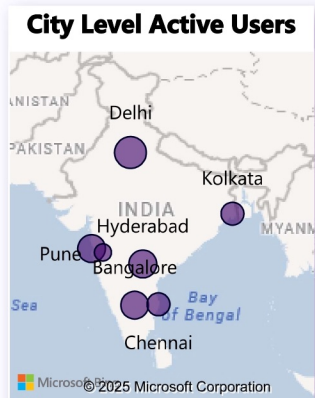 City Level Active Users
ANISTAN
Delhi
PAKISTAN
Kolkata
INDIA
MYANM
Hyderabad
Pune
Bangalore
Sea
Bay
of Bengal
Chennai
© 2025 Microsoft Corporation